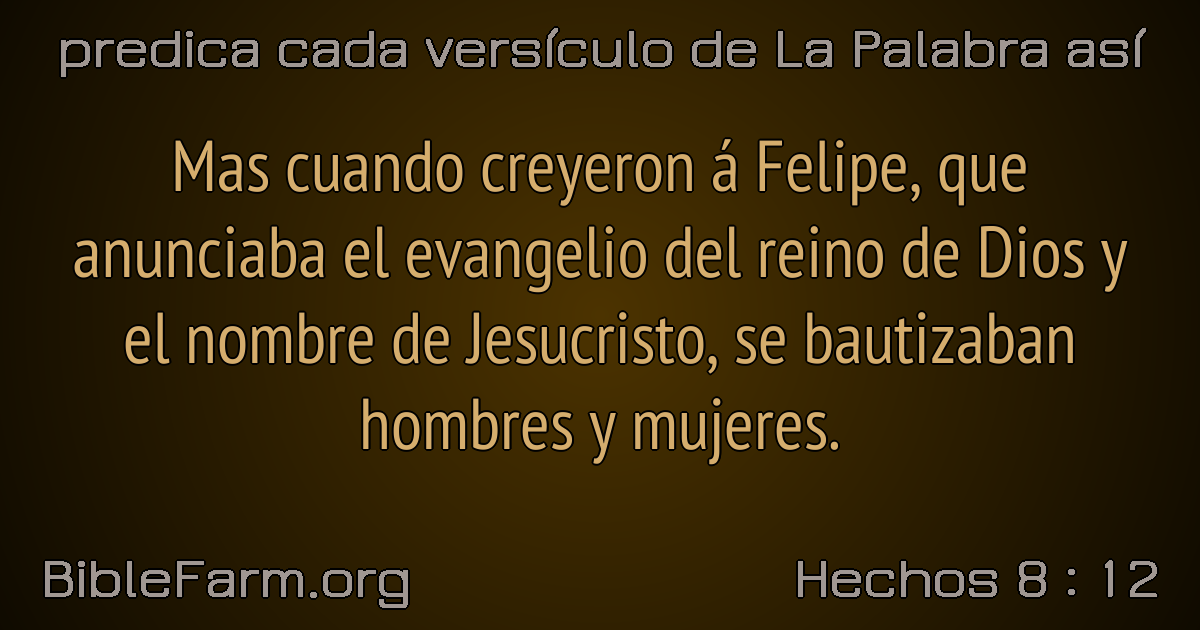 predica cada versículo de La Palabra así
Mas cuando creyeron á Felipe, que
anunciaba el evangelio del reino de Dios y
el nombre de Jesucristo, se bautizaban
hombres y mujeres.
BibleFarm.org
Hechos 8 : 12